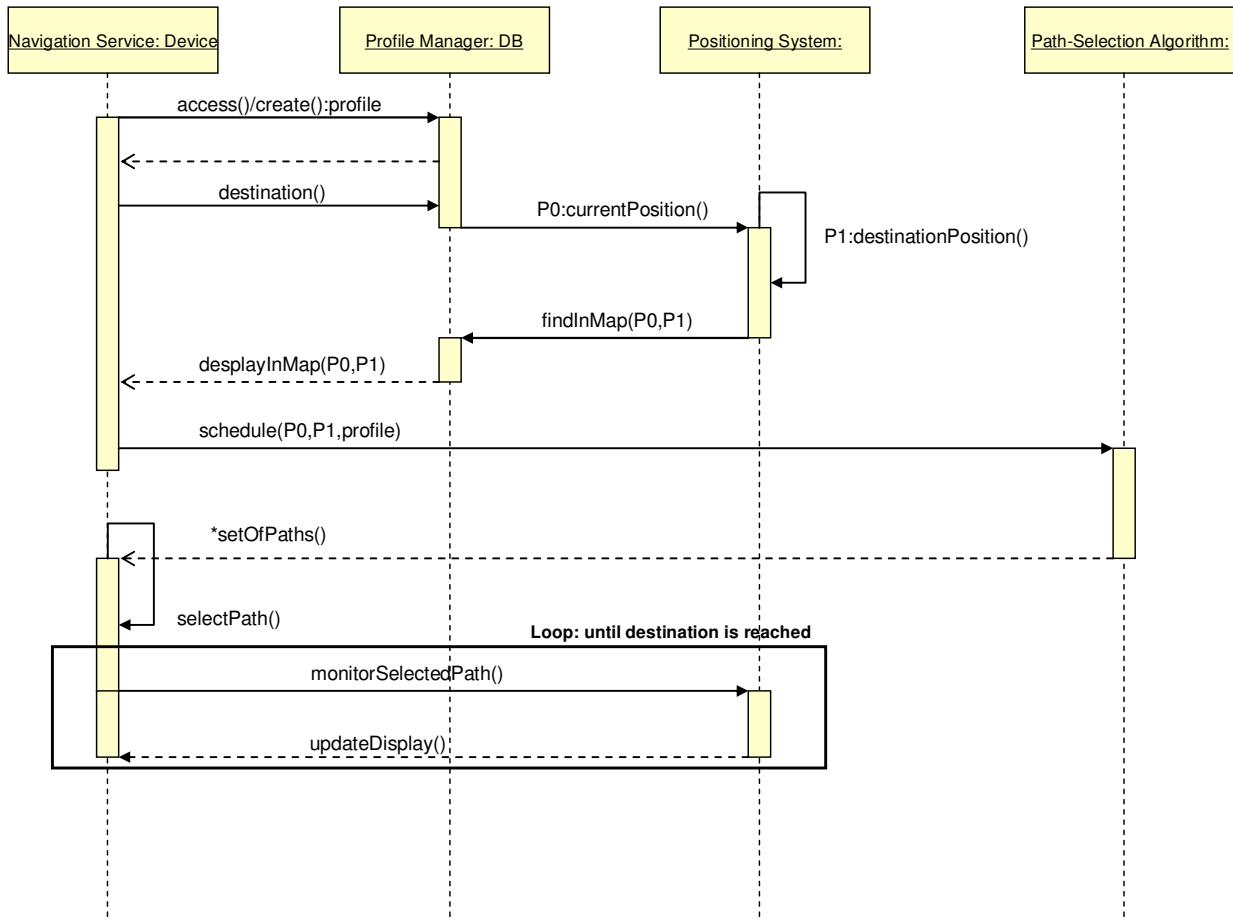 Navigation Service: Device
Profile Manager: DB
Positioning System:
Path-Selection Algorithm:
access()/create():profile
destination()
P0:currentPosition()
P1:destinationPosition()
findInMap(P0,P1)
desplayInMap(P0,P1)
schedule(P0,P1,profile)
*setOfPaths()
selectPath()
Loop: until destination is reached
monitorSelectedPath()
updateDisplay()